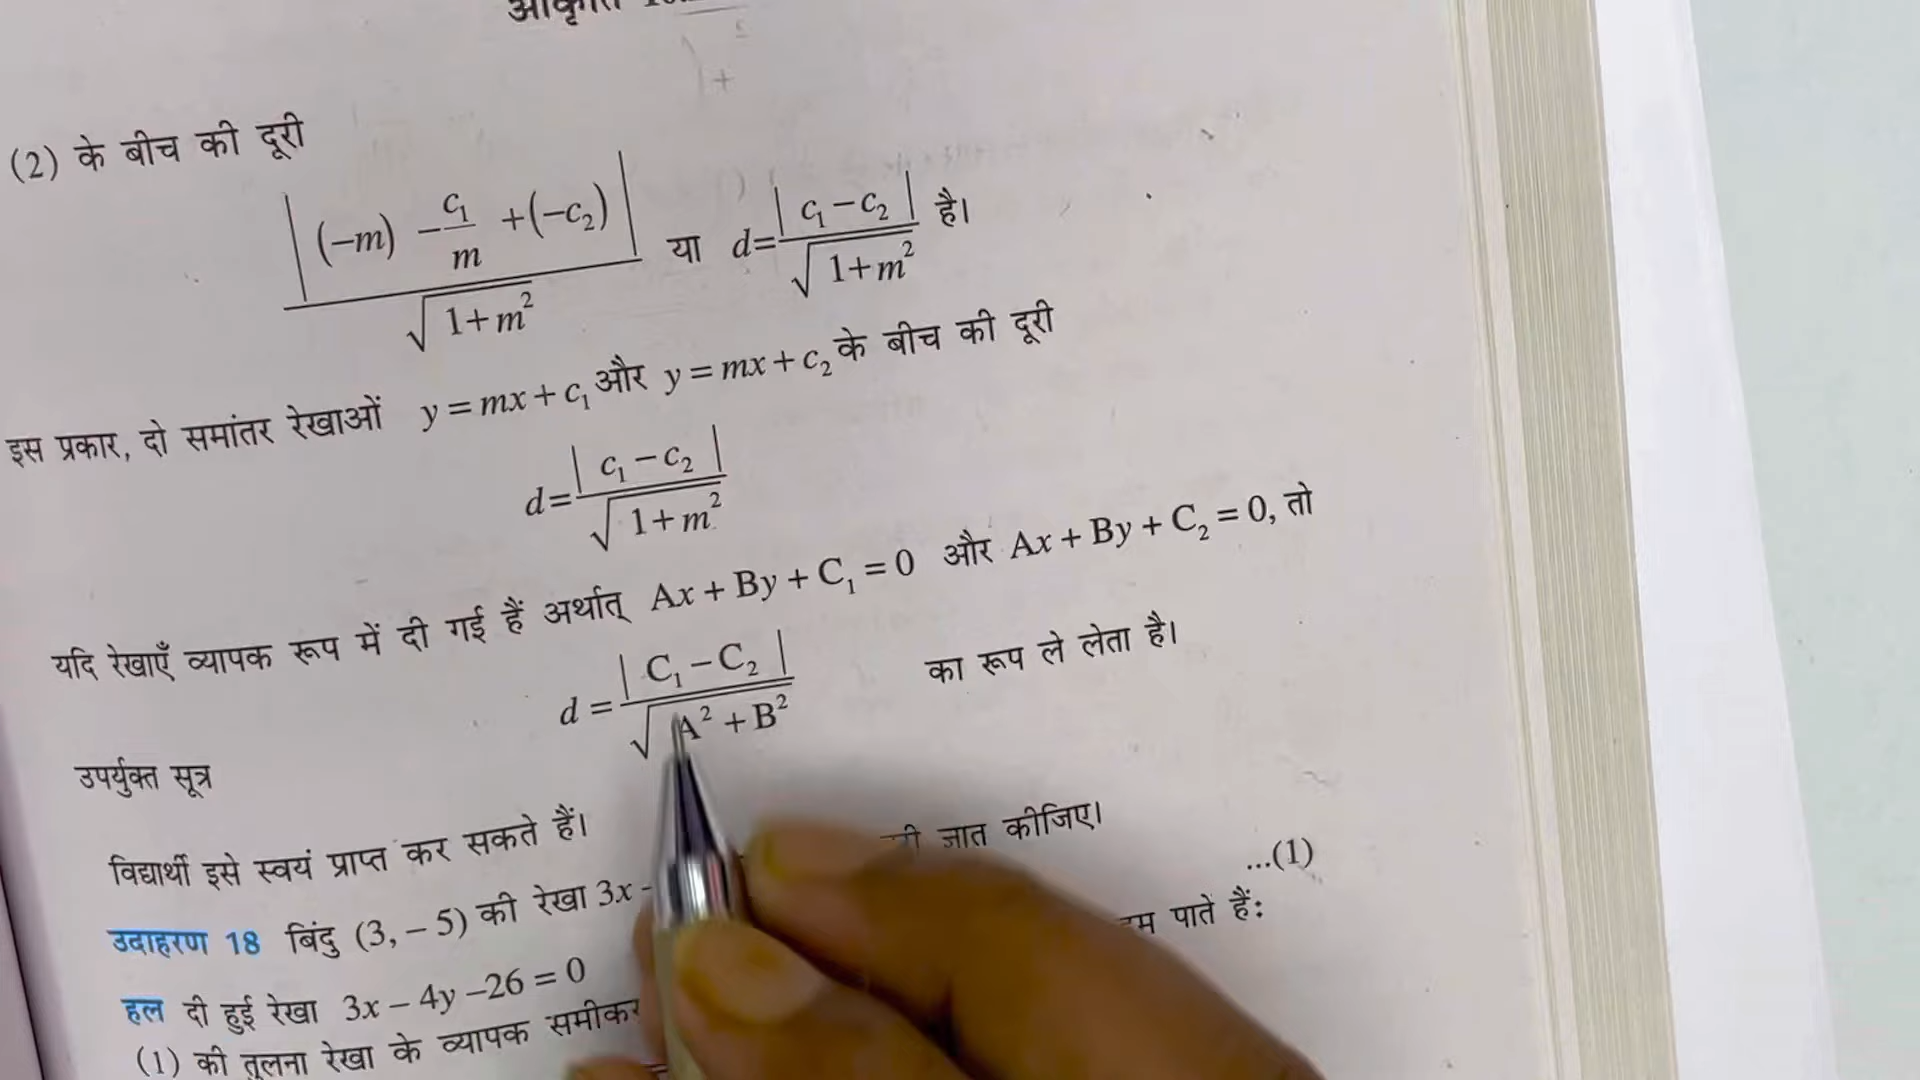 आकृति
(2) के बीच की दूरी
|(−m) −c₁/m +(−c₂)| / √(1+m²) या d=|c₁−c₂| / √(1+m²) है।
इस प्रकार, दो समांतर रेखाओं y = mx + c₁ और y = mx + c₂ के बीच की दूरी
d=|c₁−c₂| / √(1+m²)
यदि रेखाएँ व्यापक रूप में दी गई हैं अर्थात् Ax + By + C₁ = 0 और Ax + By + C₂ = 0, तो
उपर्युक्त सूत्र d = |C₁−C₂| / √(A² + B²) का रूप ले लेता है।
विद्यार्थी इसे स्वयं प्राप्त कर सकते हैं।
उदाहरण 18 बिंदु (3, – 5) की रेखा 3x – ज्ञात कीजिए।
हल दी हुई रेखा 3x – 4y –26 = 0 ...(1)
(1) की तुलना रेखा के व्यापक पाते हैं: